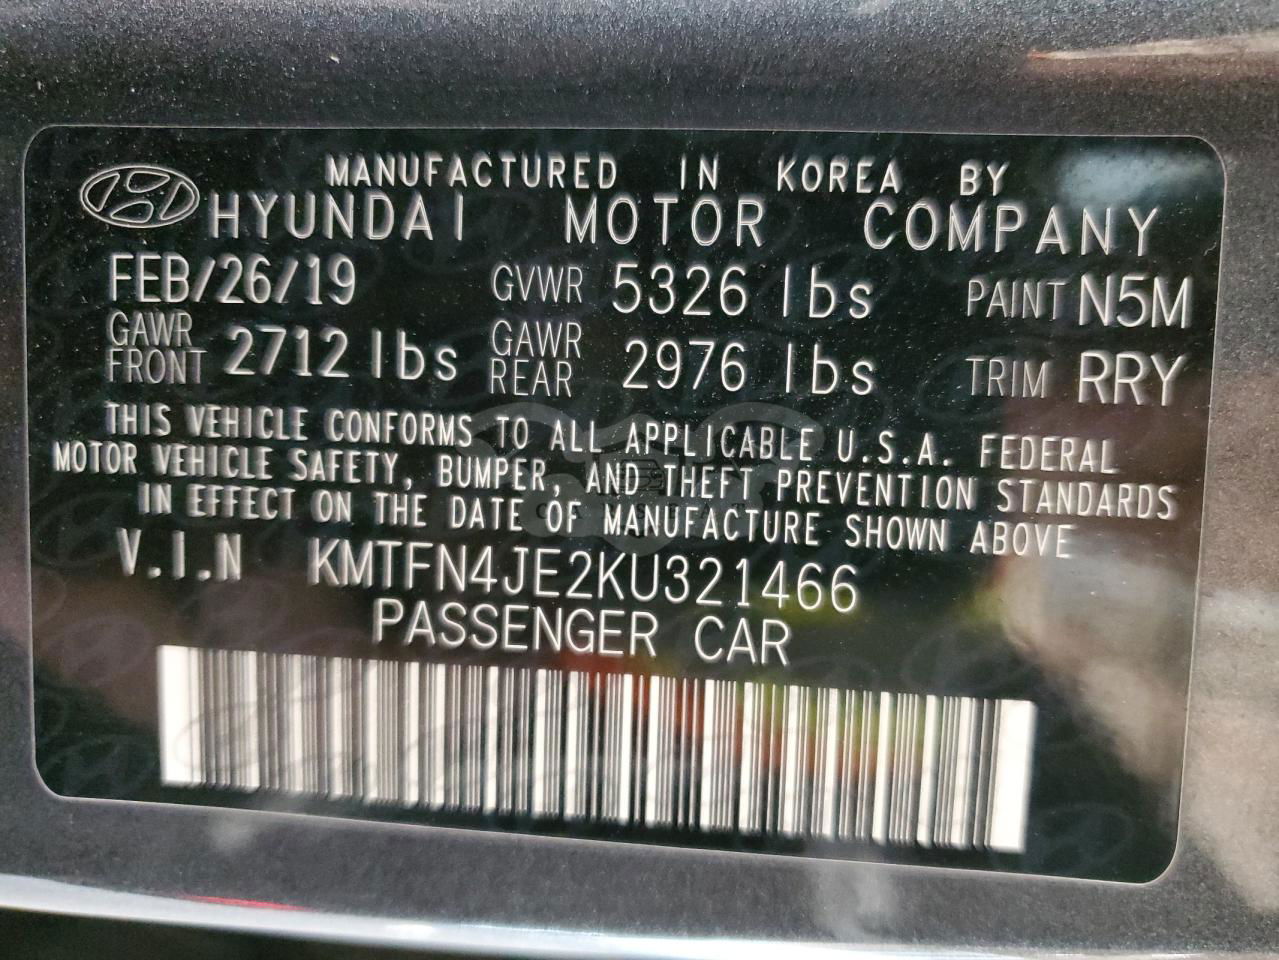 MANUFACTURED IN KOREA BY
HYUNDAI MOTOR COMPANY
FEB/26/19 GVWR 5326 lbs PAINT N5M
GAWR FRONT 2712 lbs GAWR REAR 2976 lbs TRIM RRY
THIS VEHICLE CONFORMS TO ALL APPLICABLE U.S.A. FEDERAL
MOTOR VEHICLE SAFETY, BUMPER, AND THEFT PREVENTION STANDARDS
IN EFFECT ON THE DATE OF MANUFACTURE SHOWN ABOVE
V.I.N KMTFN4JE2KU321466
PASSENGER CAR